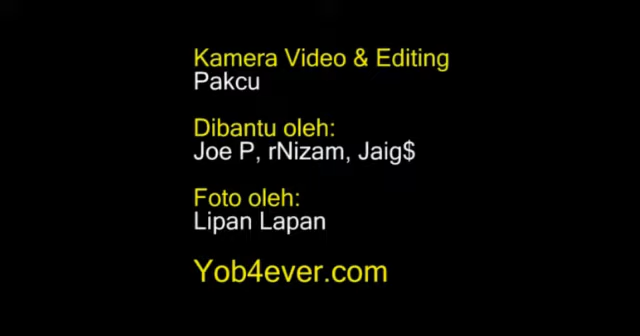 Kamera Video & Editing
Pakcu
Dibantu oleh:
Joe P, rNizam, Jaig$
Foto oleh:
Lipan Lapan
Yob4ever.com